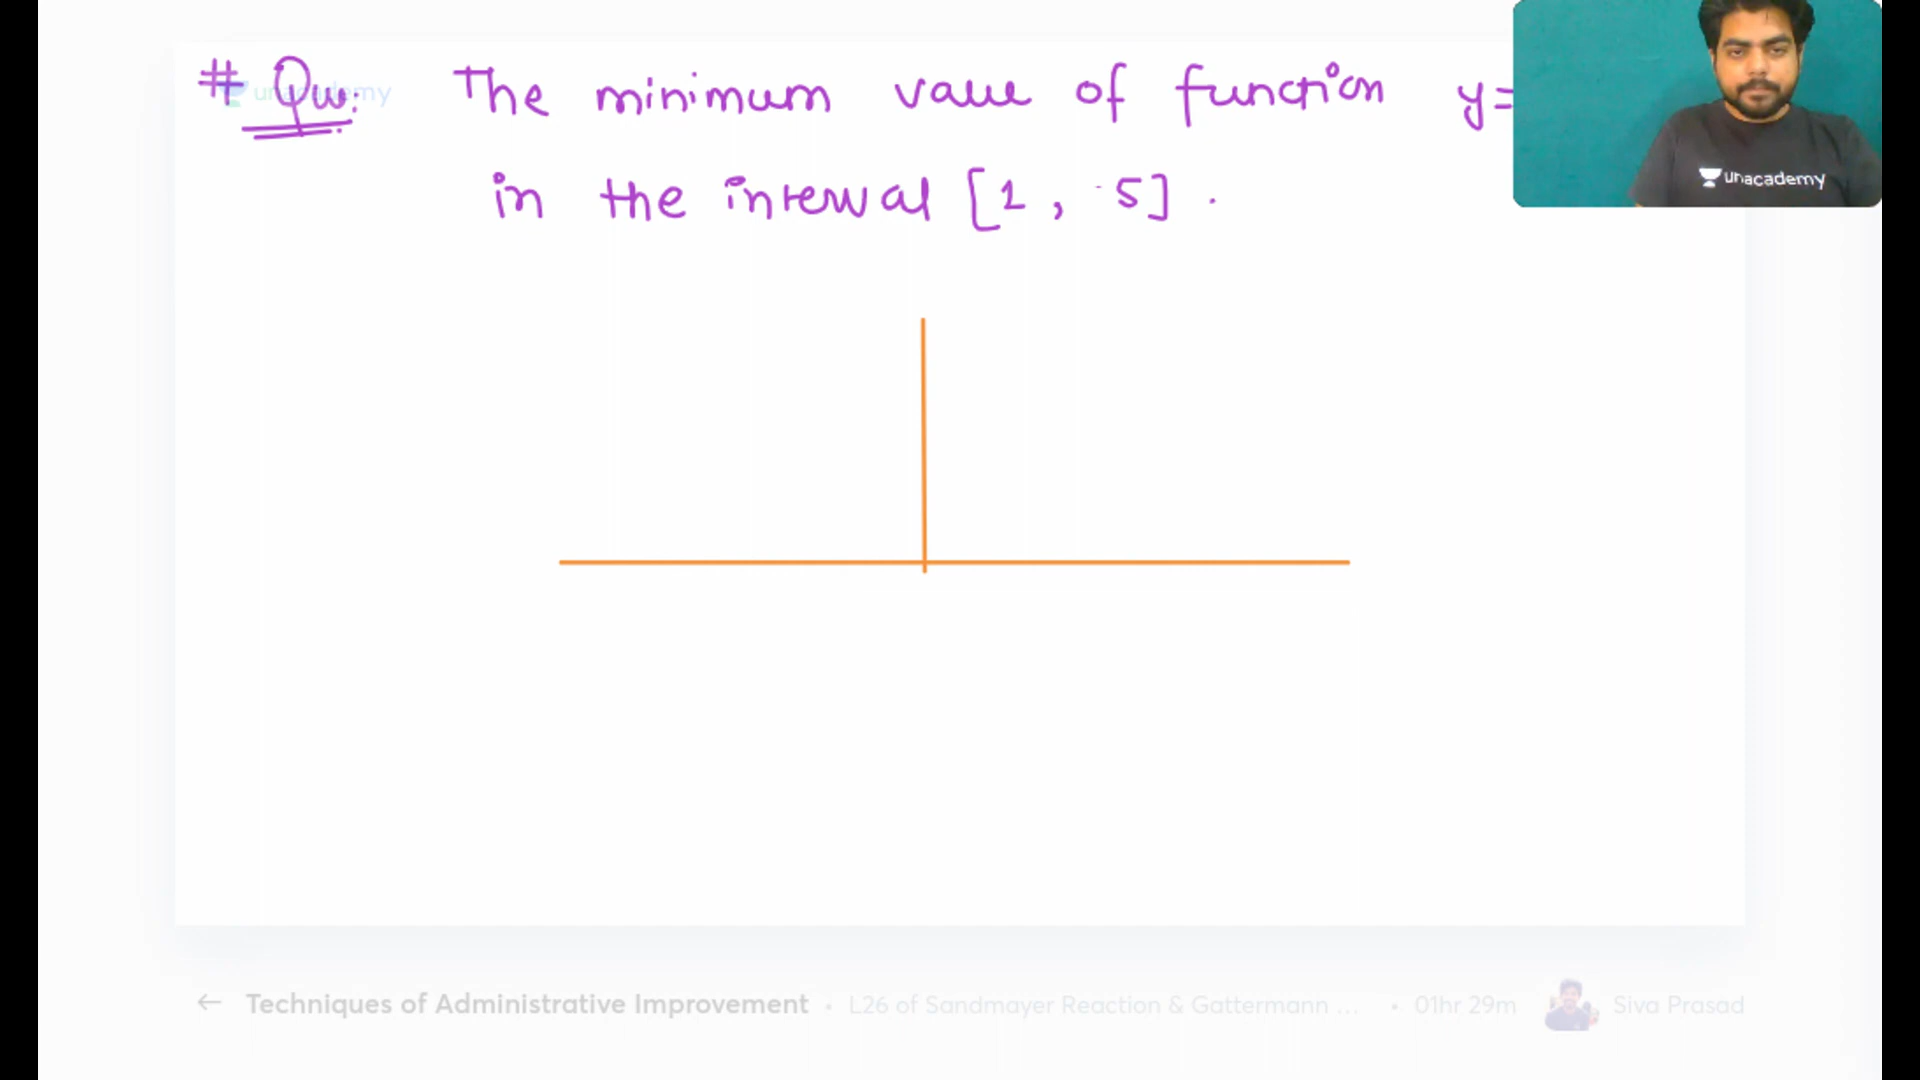 # Qu: The minimum value of function y=
in the interval [1, 5].
unacademy
unacademy
← Techniques of Administrative Improvement • L26 of Sandmayer Reaction & Gattermann ... • 01hr 29m Siva Prasad